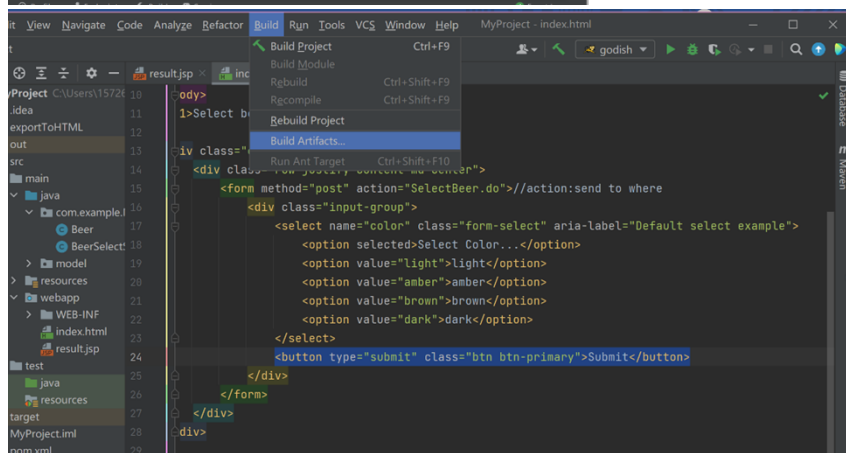 it View Navigate Code Analyze Refactor Build Run Tools VCS Window Help MyProject - index.html
Build Project Ctrl+F9
Build Module
Rebuild Ctrl+Shift+F9
Recompile Ctrl+Shift+F9
Rebuild Project
Build Artifacts...
Run Ant Target Ctrl+Shift+F10
godish
result.jsp
inc
yProject C:\Users\15726
.idea
exportToHTML
out
src
main
java
com.example.
Beer
BeerSelectS
model
resources
webapp
WEB-INF
index.html
result.jsp
test
java
resources
target
MyProject.iml
pom.xml
10 ody>
11 1>Select be
12
13 iv class="
14 <div class="row justify-content-md-center">
15 <form method="post" action="SelectBeer.do">//action:send to where
16 <div class="input-group">
17 <select name="color" class="form-select" aria-label="Default select example">
18 <option selected>Select Color...</option>
19 <option value="light">light</option>
20 <option value="amber">amber</option>
21 <option value="brown">brown</option>
22 <option value="dark">dark</option>
23 </select>
24 <button type="submit" class="btn btn-primary">Submit</button>
25 </div>
26 </form>
27 </div>
28 div>
29
Database
m Maven